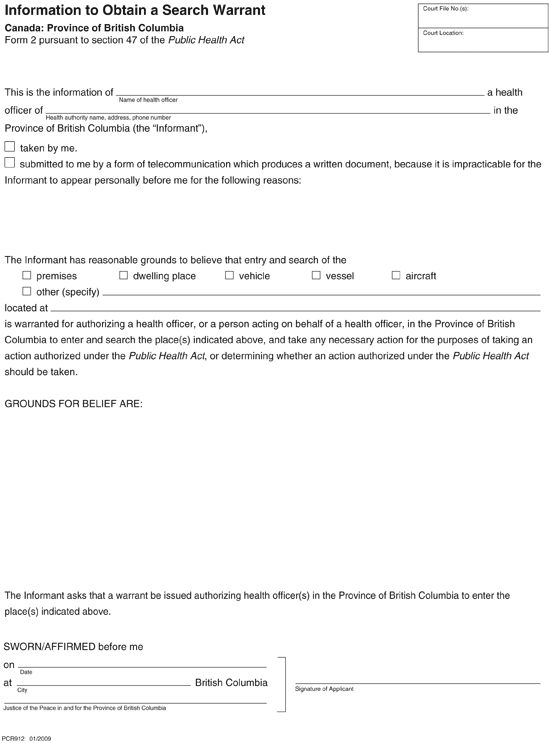 Information to Obtain a Search Warrant
Canada: Province of British Columbia
Form 2 pursuant to section 47 of the Public Health Act
Court File No.(s):
Court Location:
This is the information of a health
Name of health officer
officer of in the
Health authority name, address, phone number
Province of British Columbia (the “Informant”),
taken by me.
submitted to me by a form of telecommunication which produces a written document, because it is impracticable for the
Informant to appear personally before me for the following reasons:
The Informant has reasonable grounds to believe that entry and search of the
premises dwelling place vehicle vessel aircraft
other (specify)
located at
is warranted for authorizing a health officer, or a person acting on behalf of a health officer, in the Province of British
Columbia to enter and search the place(s) indicated above, and take any necessary action for the purposes of taking an
action authorized under the Public Health Act, or determining whether an action authorized under the Public Health Act
should be taken.
GROUNDS FOR BELIEF ARE:
The Informant asks that a warrant be issued authorizing health officer(s) in the Province of British Columbia to enter the
place(s) indicated above.
SWORN/AFFIRMED before me
on
Date
at British Columbia
City
Signature of Applicant
Justice of the Peace in and for the Province of British Columbia
PCR912 01/2009